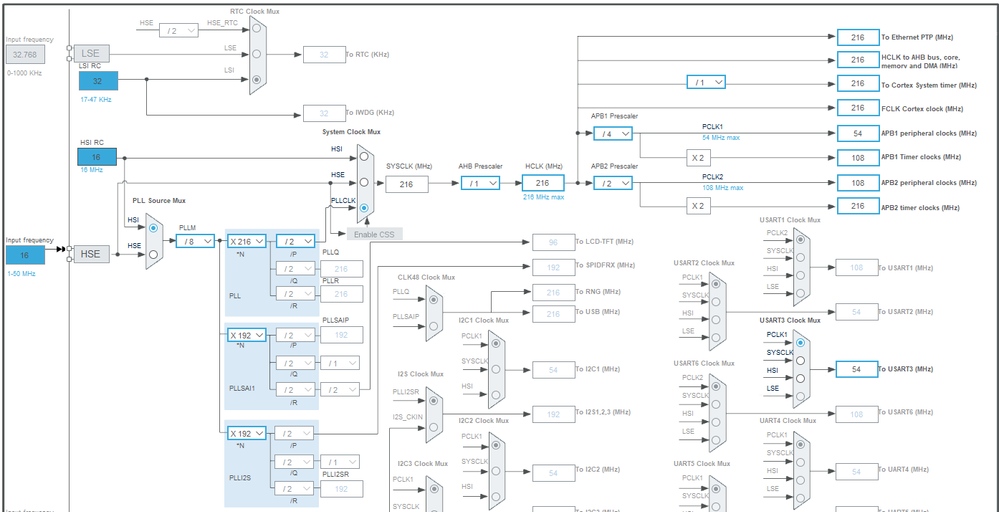 RTC Clock Mux
HSE
/ 2
HSE_RTC
Input frequency
32.768
0-1000 KHz
LSE
LSE
32
To RTC (KHz)
LSI RC
LSI
32
17-47 KHz
32
To IWDG (KHz)
216
To Ethernet PTP (MHz)
216
HCLK to AHB bus, core,
memory and DMA (MHz)
/ 1
216
To Cortex System timer (MHz)
216
FCLK Cortex clock (MHz)
System Clock Mux
APB1 Prescaler
PCLK1
/ 4
54 MHz max
54
APB1 peripheral clocks (MHz)
HSI RC
HSI
16
16 MHz
X 2
108
APB1 Timer clocks (MHz)
SYSCLK (MHz)
AHB Prescaler
HCLK (MHz)
APB2 Prescaler
HSE
216
/ 1
216
216 MHz max
/ 2
PCLK2
108 MHz max
108
APB2 peripheral clocks (MHz)
PLL Source Mux
PLLCLK
X 2
216
APB2 timer clocks (MHz)
HSI
PLLM
Enable CSS
Input frequency
16
1-50 MHz
HSE
HSE
/ 8
X 216
*N
/ 2
/P
PLLQ
/ 2
216
/Q
PLLR
/ 2
216
PLL
/R
96
To LCD-TFT (MHz)
192
To SPIDFRX (MHz)
CLK48 Clock Mux
PLLQ
216
To RNG (MHz)
PLLSAIP
216
To USB (MHz)
USART1 Clock Mux
PCLK2
SYSCLK
HSI
LSE
108
To USART1 (MHz)
USART2 Clock Mux
PCLK1
SYSCLK
HSI
LSE
54
To USART2 (MHz)
PLLSAIP
X 192
*N
/ 2
192
/P
/ 2
/ 1
/Q
PLLSAI1
/ 2
/ 2
/R
I2C1 Clock Mux
PCLK1
SYSCLK
HSI
54
To I2C1 (MHz)
USART3 Clock Mux
PCLK1
SYSCLK
HSI
LSE
54
To USART3 (MHz)
I2S Clock Mux
PLLI2SR
I2S_CKIN
192
To I2S1,2,3 (MHz)
USART6 Clock Mux
PCLK2
SYSCLK
HSI
LSE
108
To USART6 (MHz)
X 192
*N
/ 2
/P
/ 2
/ 1
/Q
PLLI2SR
PLLI2S
/ 2
192
/R
I2C2 Clock Mux
PCLK1
SYSCLK
HSI
54
To I2C2 (MHz)
UART4 Clock Mux
PCLK1
SYSCLK
HSI
LSE
54
To UART4 (MHz)
I2C3 Clock Mux
PCLK1
SYSCLK
PCLK1
SYSCLK